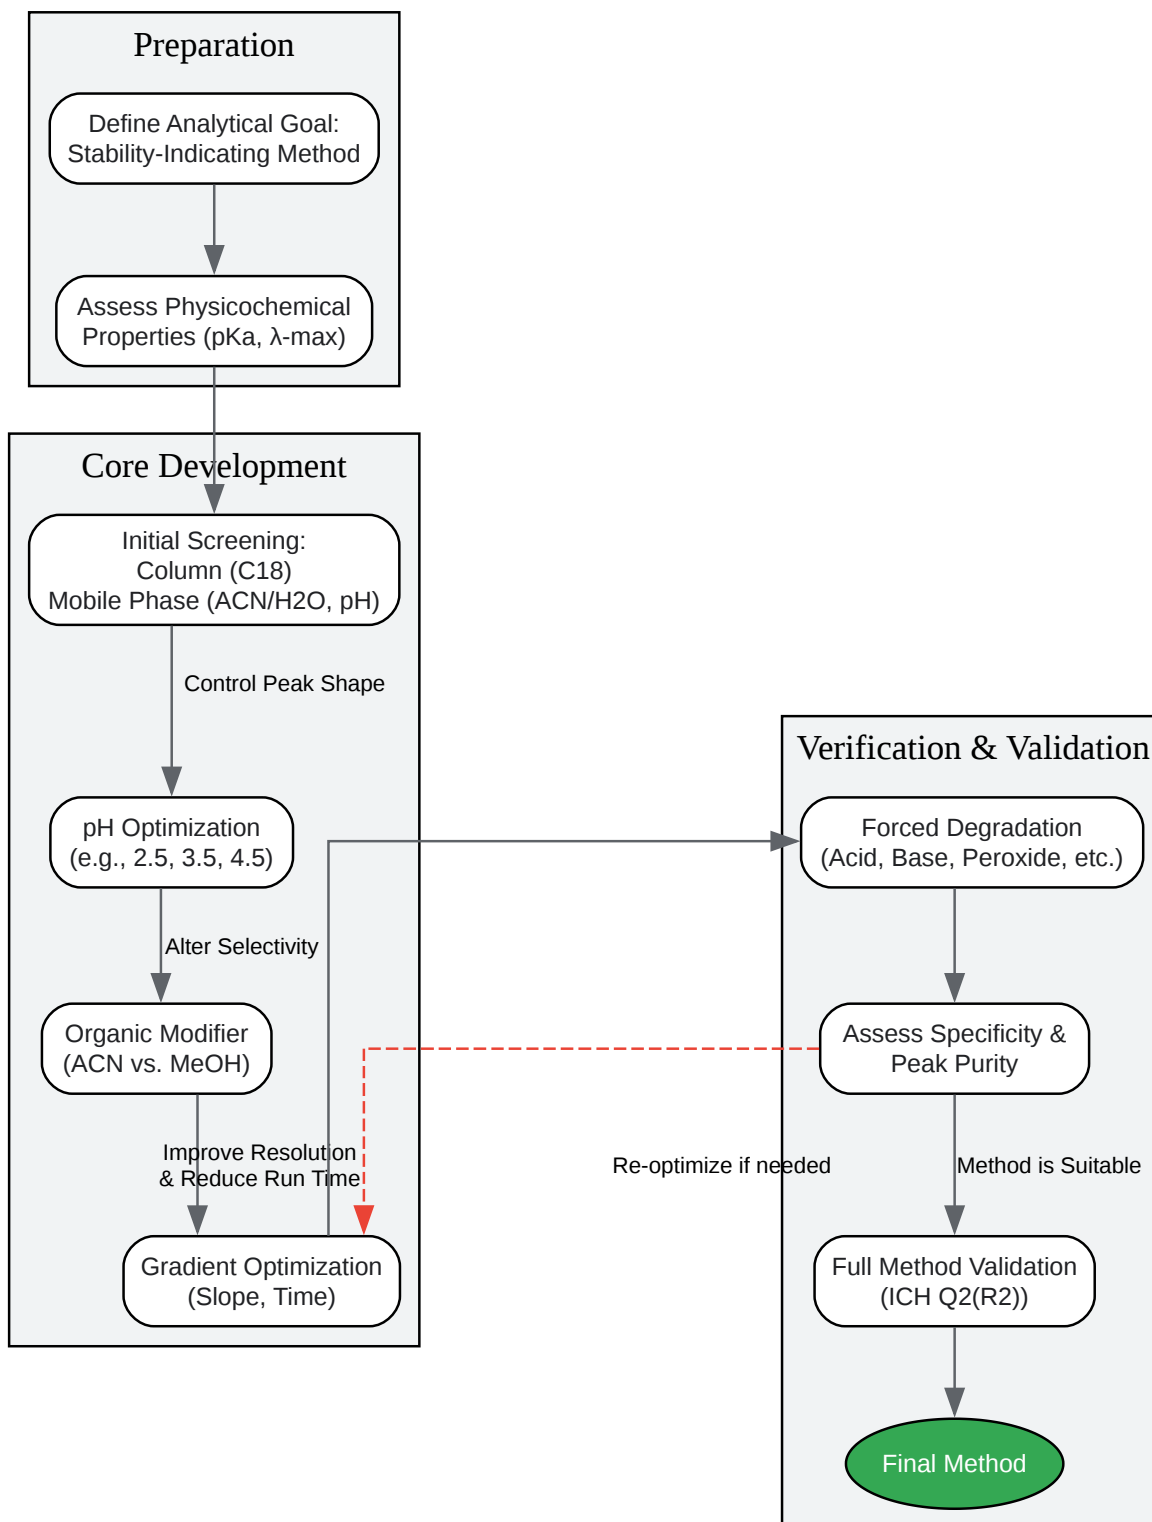 Preparation
Define Analytical Goal:
Stability-Indicating Method
Assess Physicochemical
Properties (pKa, λ-max)
Core Development
Initial Screening:
Column (C18)
Mobile Phase (ACN/H2O, pH)
Control Peak Shape
pH Optimization
(e.g., 2.5, 3.5, 4.5)
Alter Selectivity
Organic Modifier
(ACN vs. MeOH)
Improve Resolution
& Reduce Run Time
Gradient Optimization
(Slope, Time)
Verification & Validation
Forced Degradation
(Acid, Base, Peroxide, etc.)
Assess Specificity &
Peak Purity
Re-optimize if needed
Method is Suitable
Full Method Validation
(ICH Q2(R2))
Final Method